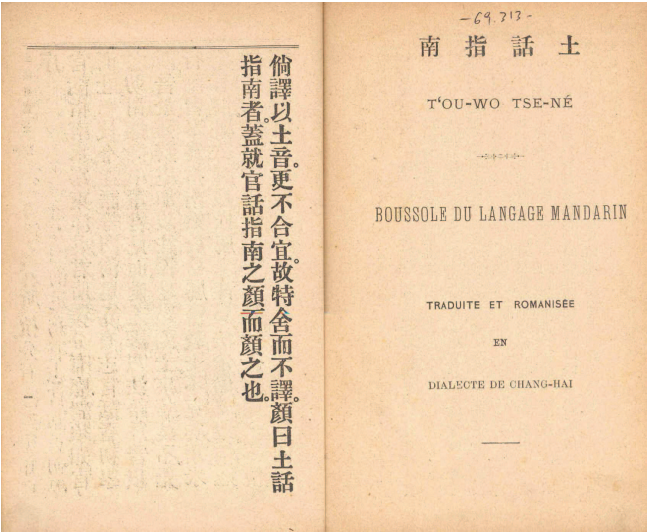 倘譯以土音。更不合宜。故特舍而不譯。顏曰土話
指南者。蓋就官話指南之顏而顏之也。
-69.713-
南指話土
T‘OU-WO TSE-NÉ
BOUSSOLE DU LANGAGE MANDARIN
TRADUITE ET ROMANISÉE
EN
DIALECTE DE CHANG-HAI